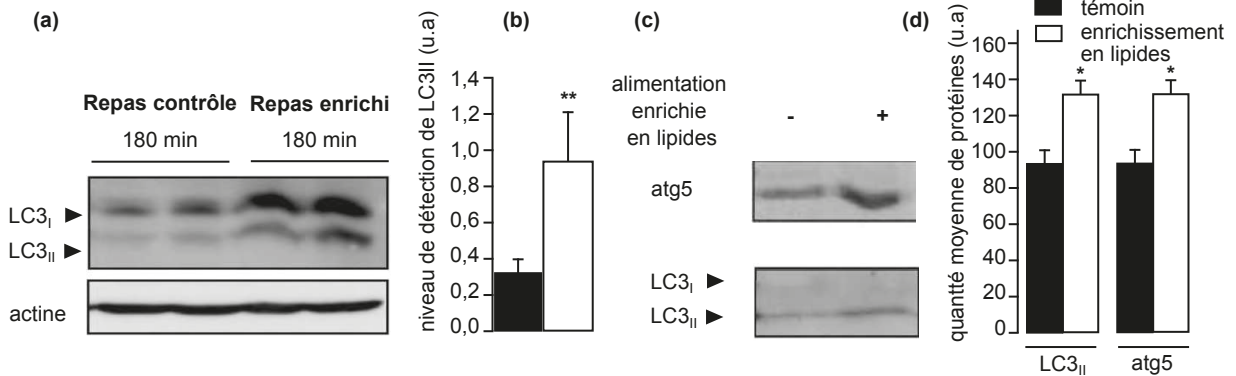 (a)
Repas contrôle Repas enrichi
180 min 180 min
LC3I
LC3II
actine
(b)
niveau de détection de LC3II (u.a)
1,4
1,2
1,0
0,8
0,6
0,4
0,2
0,0
**
(c)
alimentation
enrichie
en lipides
- +
atg5
LC3I
LC3II
(d)
témoin
enrichissement
en lipides
quantté moyenne de protéines (u.a)
160
140
120
100
80
60
40
20
0
* *
LC3II atg5